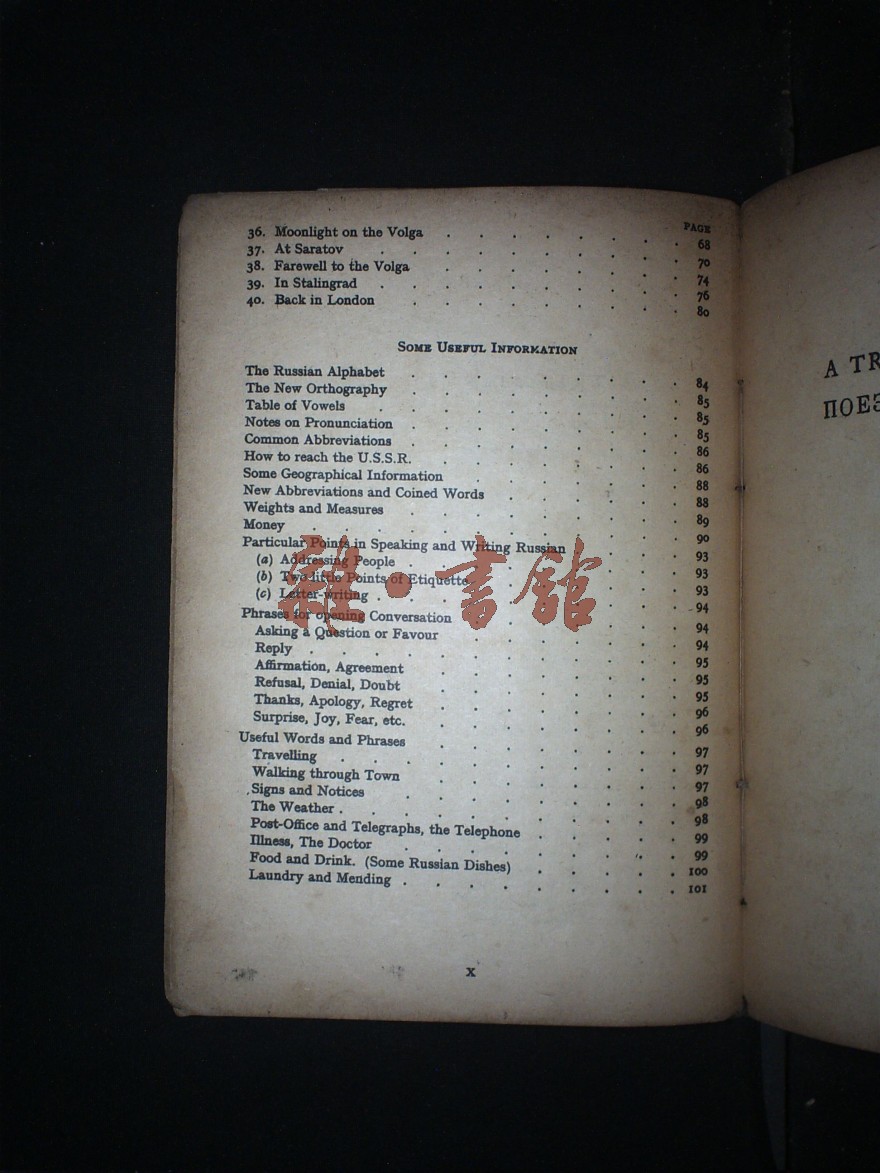 PAGE
36. Moonlight on the Volga . . . . . . . . 68
37. At Saratov . . . . . . . . . 70
38. Farewell to the Volga . . . . . . . . 74
39. In Stalingrad . . . . . . . . . 76
40. Back in London . . . . . . . . 80
SOME USEFUL INFORMATION
The Russian Alphabet . . . . . . . . 84
The New Orthography . . . . . . . . 85
Table of Vowels . . . . . . . . . 85
Notes on Pronunciation . . . . . . . . 85
Common Abbreviations . . . . . . . . 86
How to reach the U.S.S.R. . . . . . . . . 86
Some Geographical Information . . . . . . . 88
New Abbreviations and Coined Words . . . . . . 88
Weights and Measures . . . . . . . . 89
Money . . . . . . . . . . . 90
Particular Points in Speaking and Writing Russian . . . . 93
(a) Addressing People . . . . . . . . 93
(b) Two little Points of Etiquette . . . . . . 93
(c) Letter-writing . . . . . . . . . 94
Phrases for opening Conversation . . . . . . . 94
Asking a Question or Favour . . . . . . . 94
Reply . . . . . . . . . . . 95
Affirmation, Agreement . . . . . . . . 95
Refusal, Denial, Doubt . . . . . . . . 95
Thanks, Apology, Regret . . . . . . . . 96
Surprise, Joy, Fear, etc. . . . . . . . . 96
Useful Words and Phrases . . . . . . . . 97
Travelling . . . . . . . . . . 97
Walking through Town . . . . . . . . 97
Signs and Notices . . . . . . . . . 98
The Weather . . . . . . . . . . 98
Post-Office and Telegraphs, the Telephone . . . . . 99
Illness, The Doctor . . . . . . . . . 99
Food and Drink. (Some Russian Dishes) . . . . . 100
Laundry and Mending . . . . . . . . . 101
x
A TR
ПОЕЗ
雜·書館